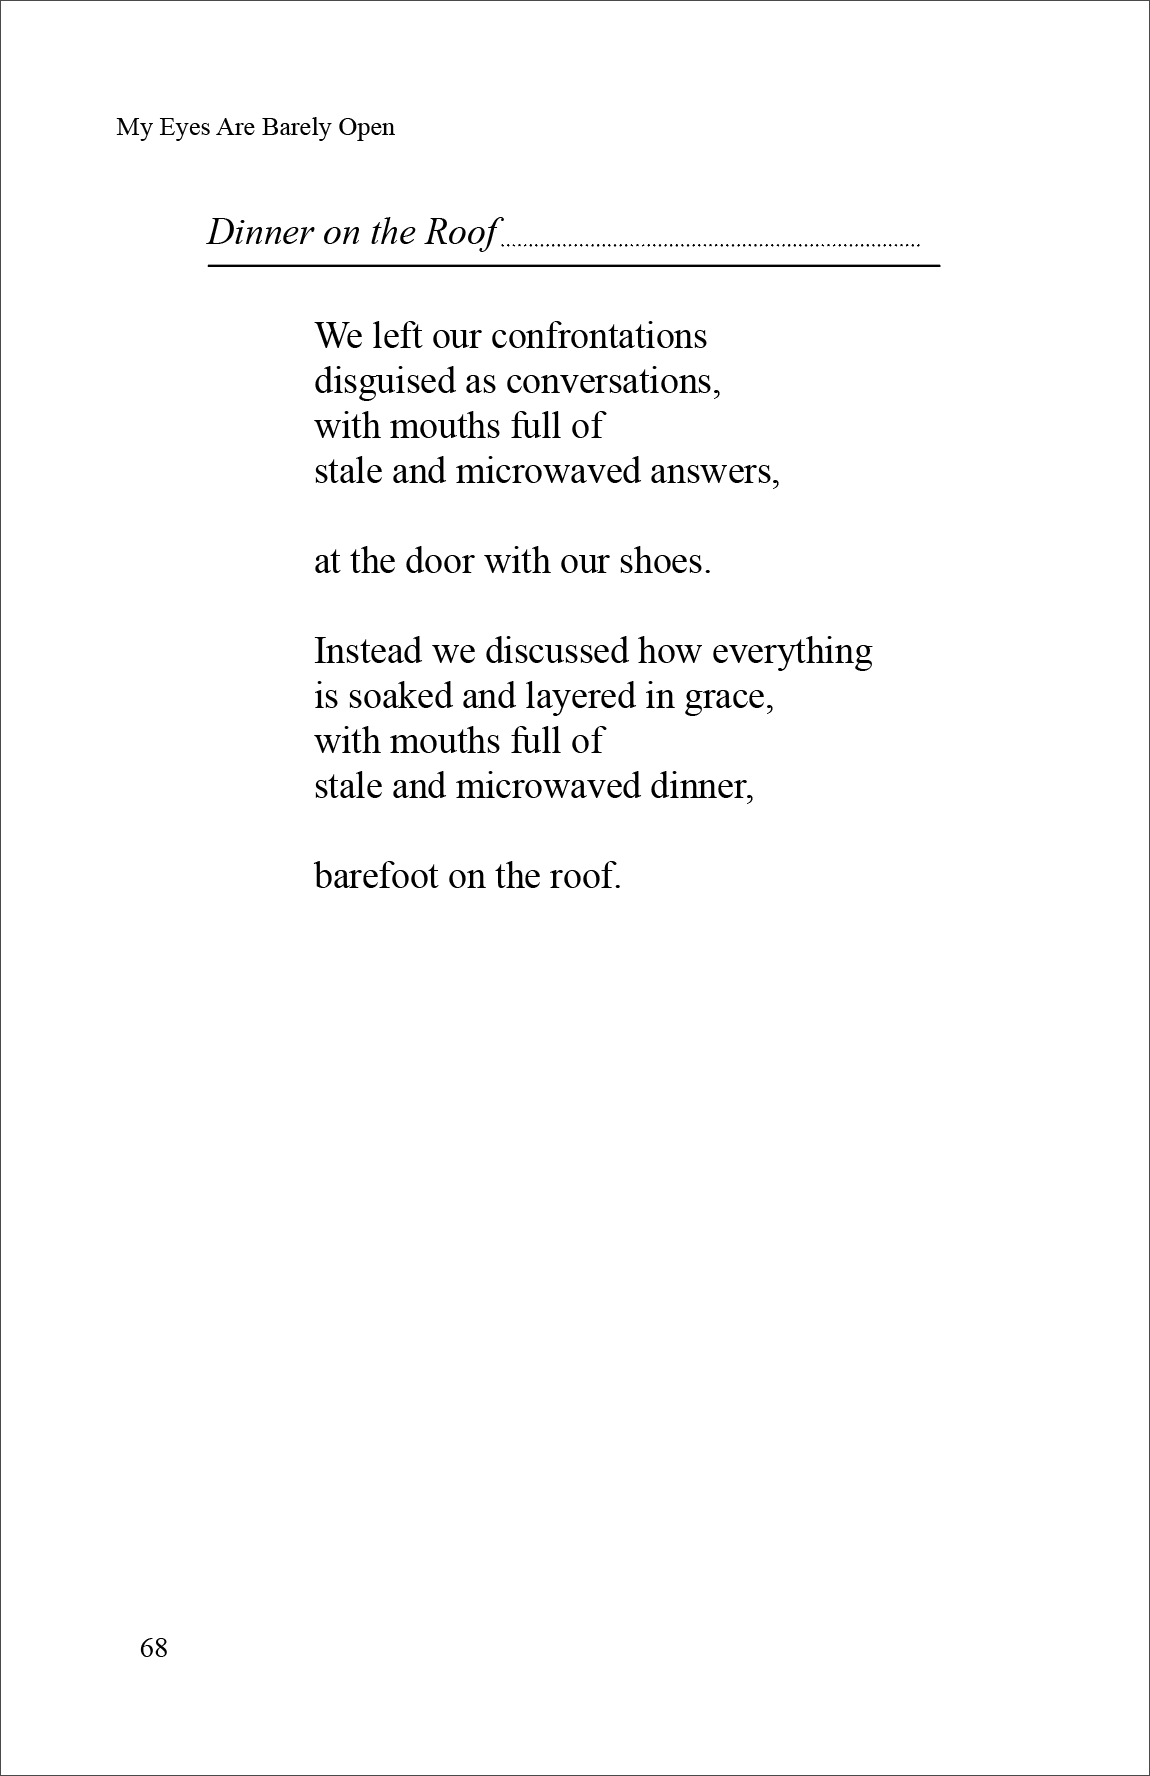 My Eyes Are Barely Open
Dinner on the Roof
We left our confrontations
disguised as conversations,
with mouths full of
stale and microwaved answers,
at the door with our shoes.
Instead we discussed how everything
is soaked and layered in grace,
with mouths full of
stale and microwaved dinner,
barefoot on the roof.
68